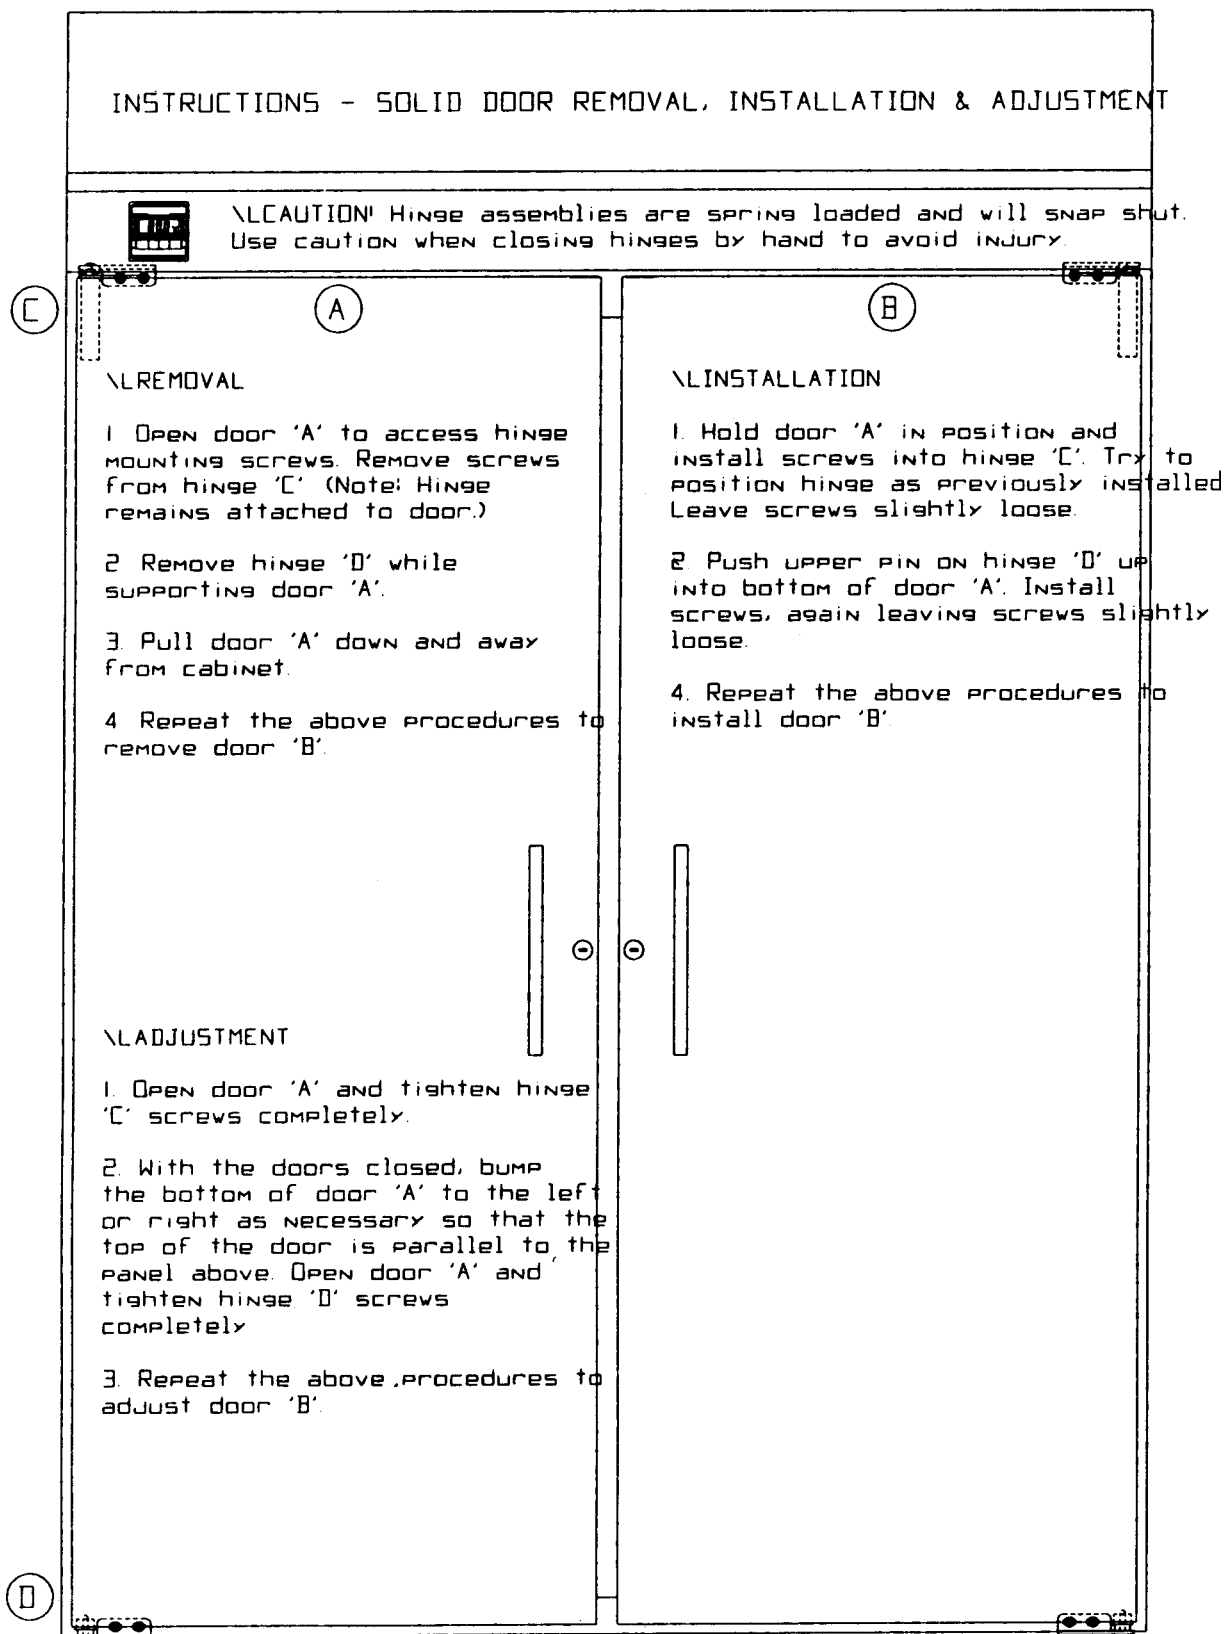 INSTRUCTIONS - SOLID DOOR REMOVAL, INSTALLATION & ADJUSTMENT
\LCAUTION! Hinge assemblies are spring loaded and will snap shut.
Use caution when closing hinges by hand to avoid injury.
C
A
B
\LREMOVAL
1 Open door 'A' to access hinge
mounting screws. Remove screws
from hinge 'C' (Note: Hinge
remains attached to door.)
2 Remove hinge 'D' while
supporting door 'A'.
3. Pull door 'A' down and away
from cabinet.
4 Repeat the above procedures to
remove door 'B'.
\LINSTALLATION
1. Hold door 'A' in position and
install screws into hinge 'C'. Try to
position hinge as previously installed
Leave screws slightly loose.
2. Push upper pin on hinge 'D' up
into bottom of door 'A'. Install
screws, again leaving screws slightly
loose.
4. Repeat the above procedures to
install door 'B'.
\LADJUSTMENT
1. Open door 'A' and tighten hinge
'C' screws completely.
2. With the doors closed, bump
the bottom of door 'A' to the left
or right as necessary so that the
top of the door is parallel to the
panel above. Open door 'A' and
tighten hinge 'D' screws
completely
3. Repeat the above procedures to
adjust door 'B'.
D